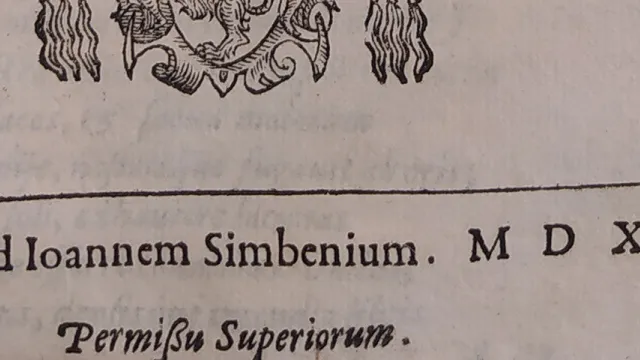 d Ioannem Simbenium. M D X
Permißu Superiorum.